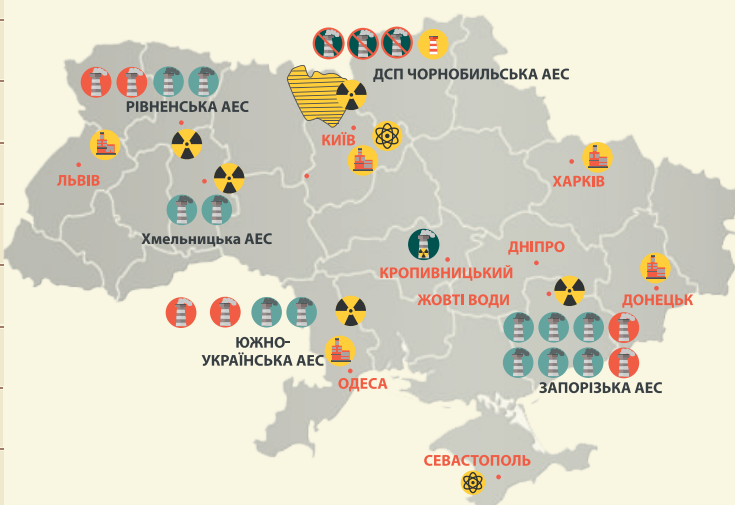 ДСП ЧОРНОБИЛЬСЬКА АЕС
РІВНЕНСЬКА АЕС
КИЇВ
ЛЬВІВ
ХАРКІВ
Хмельницька АЕС
ДНІПРО
КРОПИВНИЦЬКИЙ
ЖОВТІ ВОДИ
ДОНЕЦЬК
ЮЖНО-
УКРАЇНСЬКА АЕС
ОДЕСА
ЗАПОРІЗЬКА АЕС
СЕВАСТОПОЛЬ